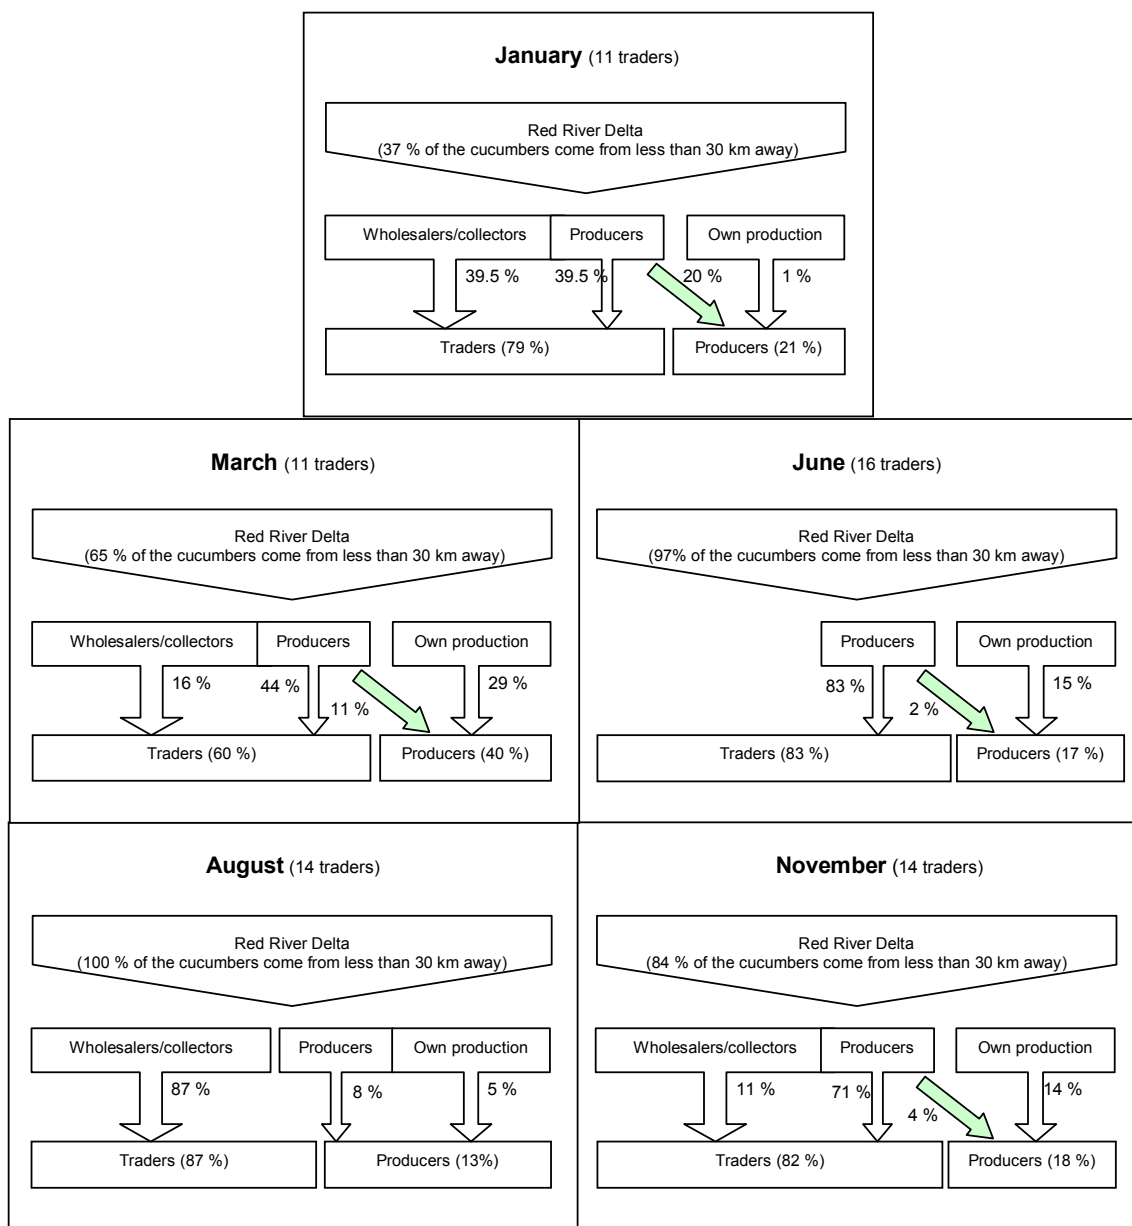 January (11 traders)
Red River Delta
(37 % of the cucumbers come from less than 30 km away)
Wholesalers/collectors
Producers
Own production
39.5 %
39.5 %
20 %
1 %
Traders (79 %)
Producers (21 %)
March (11 traders)
Red River Delta
(65 % of the cucumbers come from less than 30 km away)
Wholesalers/collectors
Producers
Own production
16 %
44 %
11 %
29 %
Traders (60 %)
Producers (40 %)
June (16 traders)
Red River Delta
(97% of the cucumbers come from less than 30 km away)
Producers
Own production
83 %
2 %
15 %
Traders (83 %)
Producers (17 %)
August (14 traders)
Red River Delta
(100 % of the cucumbers come from less than 30 km away)
Wholesalers/collectors
Producers
Own production
87 %
8 %
5 %
Traders (87 %)
Producers (13%)
November (14 traders)
Red River Delta
(84 % of the cucumbers come from less than 30 km away)
Wholesalers/collectors
Producers
Own production
11 %
71 %
4 %
14 %
Traders (82 %)
Producers (18 %)